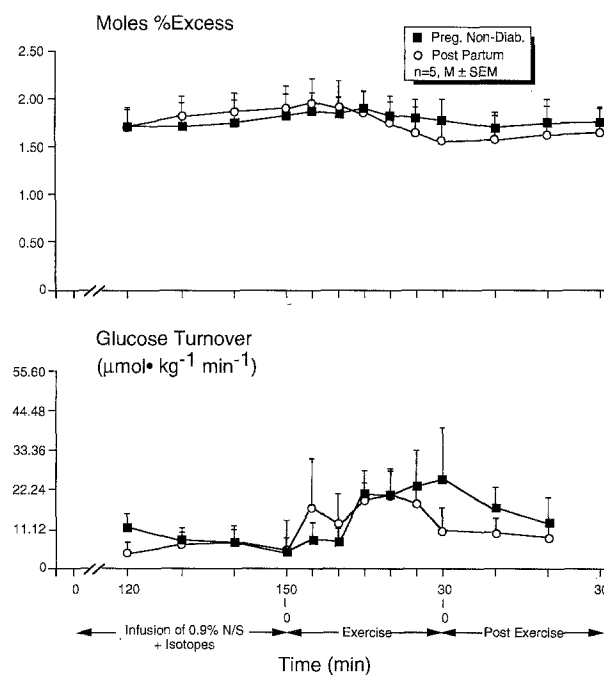 Moles %Excess
Preg. Non-Diab.
Post Partum
n=5, M ± SEM
2.50
2.00
1.50
1.00
0.50
0
Glucose Turnover
(μmol• kg-1 min-1)
55.60
44.48
33.36
22.24
11.12
0
0 120 150 30 30
0 0
Infusion of 0.9% N/S
+ Isotopes
Exercise
Post Exercise
Time (min)